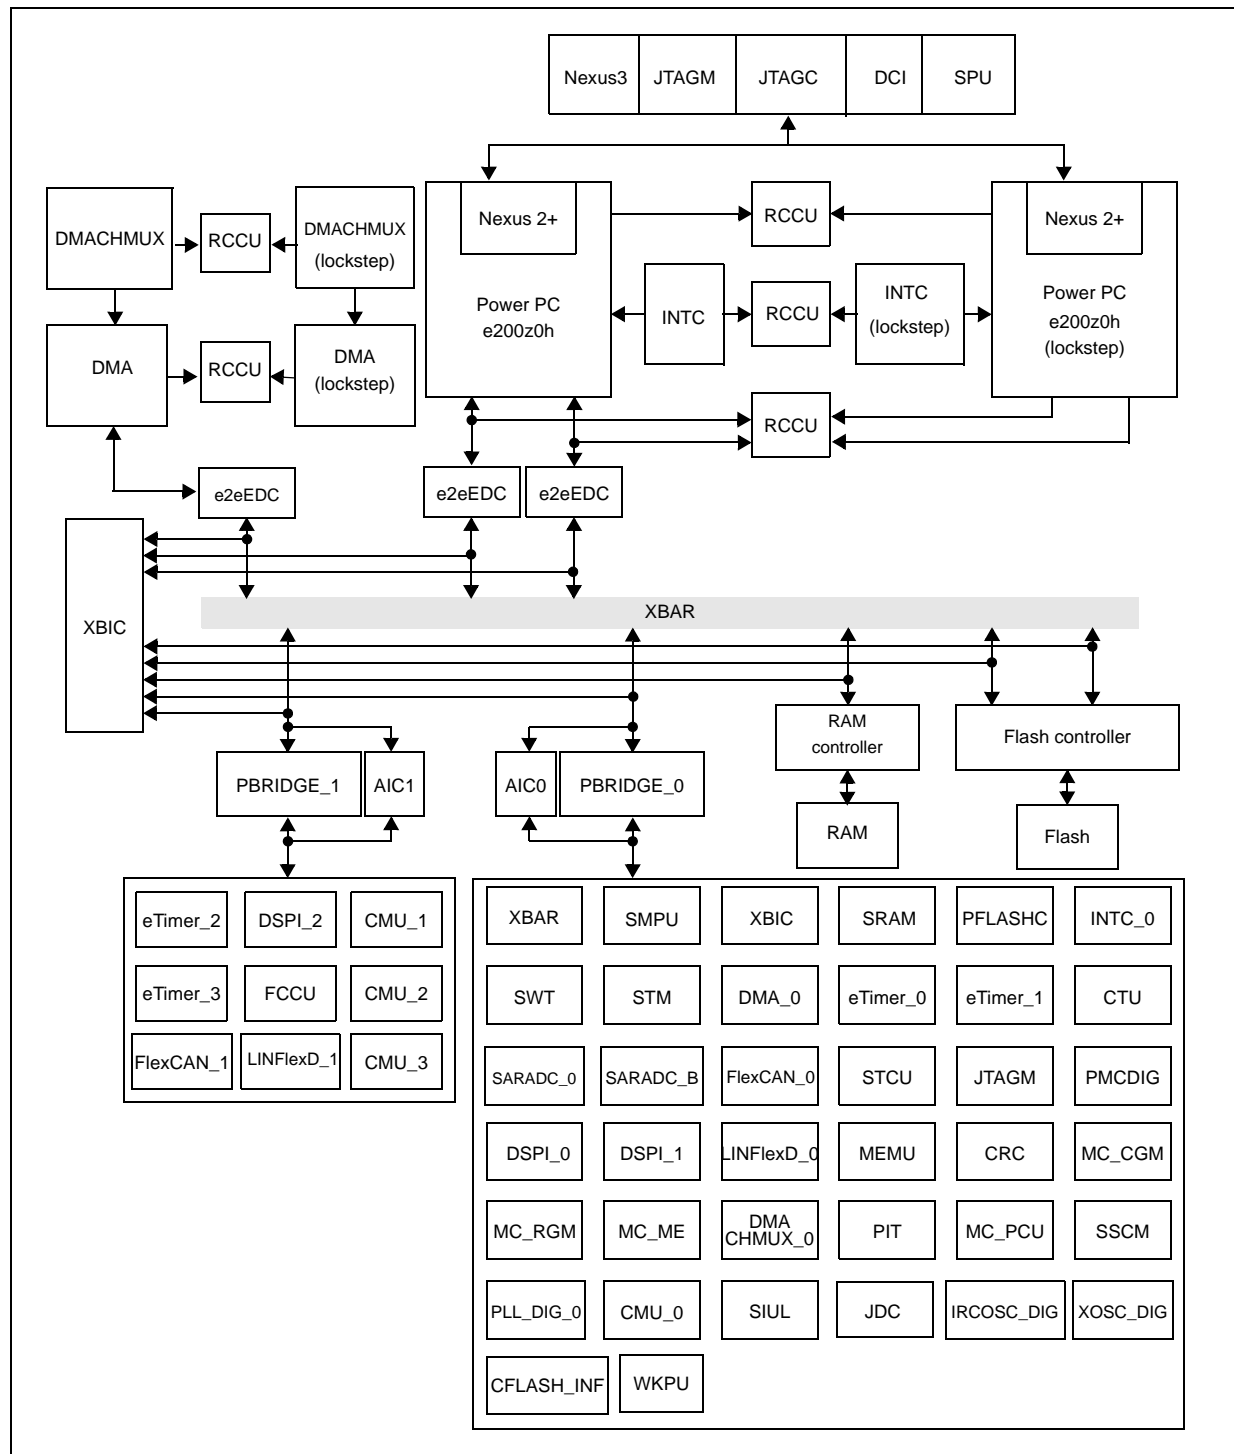 Nexus3 JTAGM JTAGC DCI SPU
DMACHMUX
RCCU
DMACHMUX
(lockstep)
Nexus 2+
RCCU
Nexus 2+
Power PC
e200z0h
INTC
RCCU
INTC
(lockstep)
Power PC
e200z0h
(lockstep)
DMA
RCCU
DMA
(lockstep)
RCCU
e2eEDC
e2eEDC
e2eEDC
XBIC
XBAR
RAM
controller
Flash controller
PBRIDGE_1
AIC1
AIC0
PBRIDGE_0
RAM
Flash
eTimer_2 DSPI_2 CMU_1
eTimer_3 FCCU CMU_2
FlexCAN_1 LINFlexD_1 CMU_3
XBAR SMPU XBIC SRAM PFLASHC INTC_0
SWT STM DMA_0 eTimer_0 eTimer_1 CTU
SARADC_0 SARADC_B FlexCAN_0 STCU JTAGM PMCDIG
DSPI_0 DSPI_1 LINFlexD_0 MEMU CRC MC_CGM
MC_RGM MC_ME
DMA
CHMUX_0
PIT MC_PCU SSCM
PLL_DIG_0 CMU_0 SIUL JDC IRCOSC_DIG XOSC_DIG
CFLASH_INF WKPU